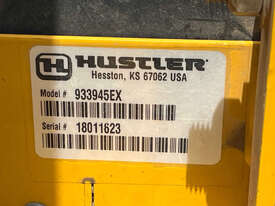 H HUSTLER
Hesston, KS 67062 USA
Model # 933945EX
Serial # 18011623